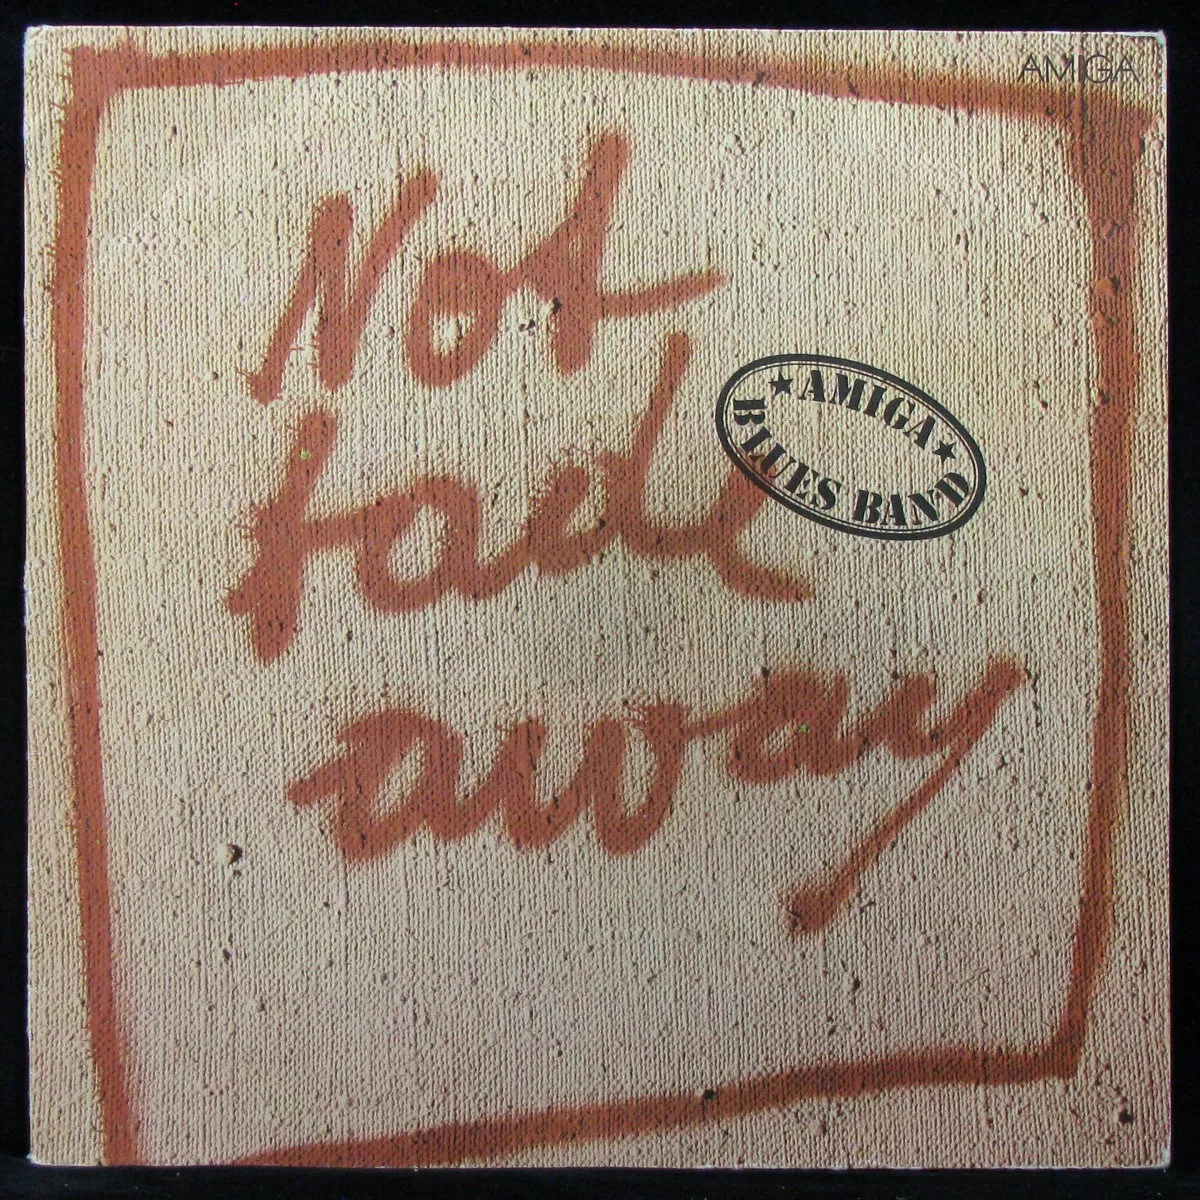 AMIGA
Not
fade
away
★ AMIGA ★
BLUES BAND